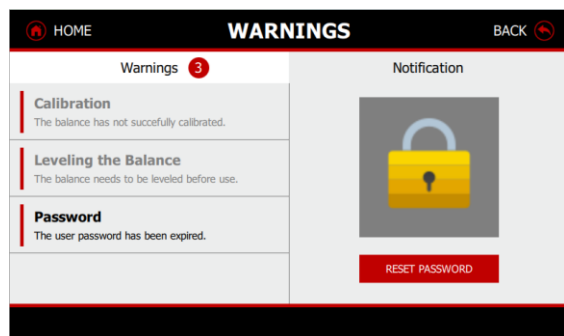 HOME
WARNINGS
BACK
Warnings 3
Notification
Calibration
The balance has not succefully calibrated.
Leveling the Balance
The balance needs to be leveled before use.
Password
The user password has been expired.
RESET PASSWORD